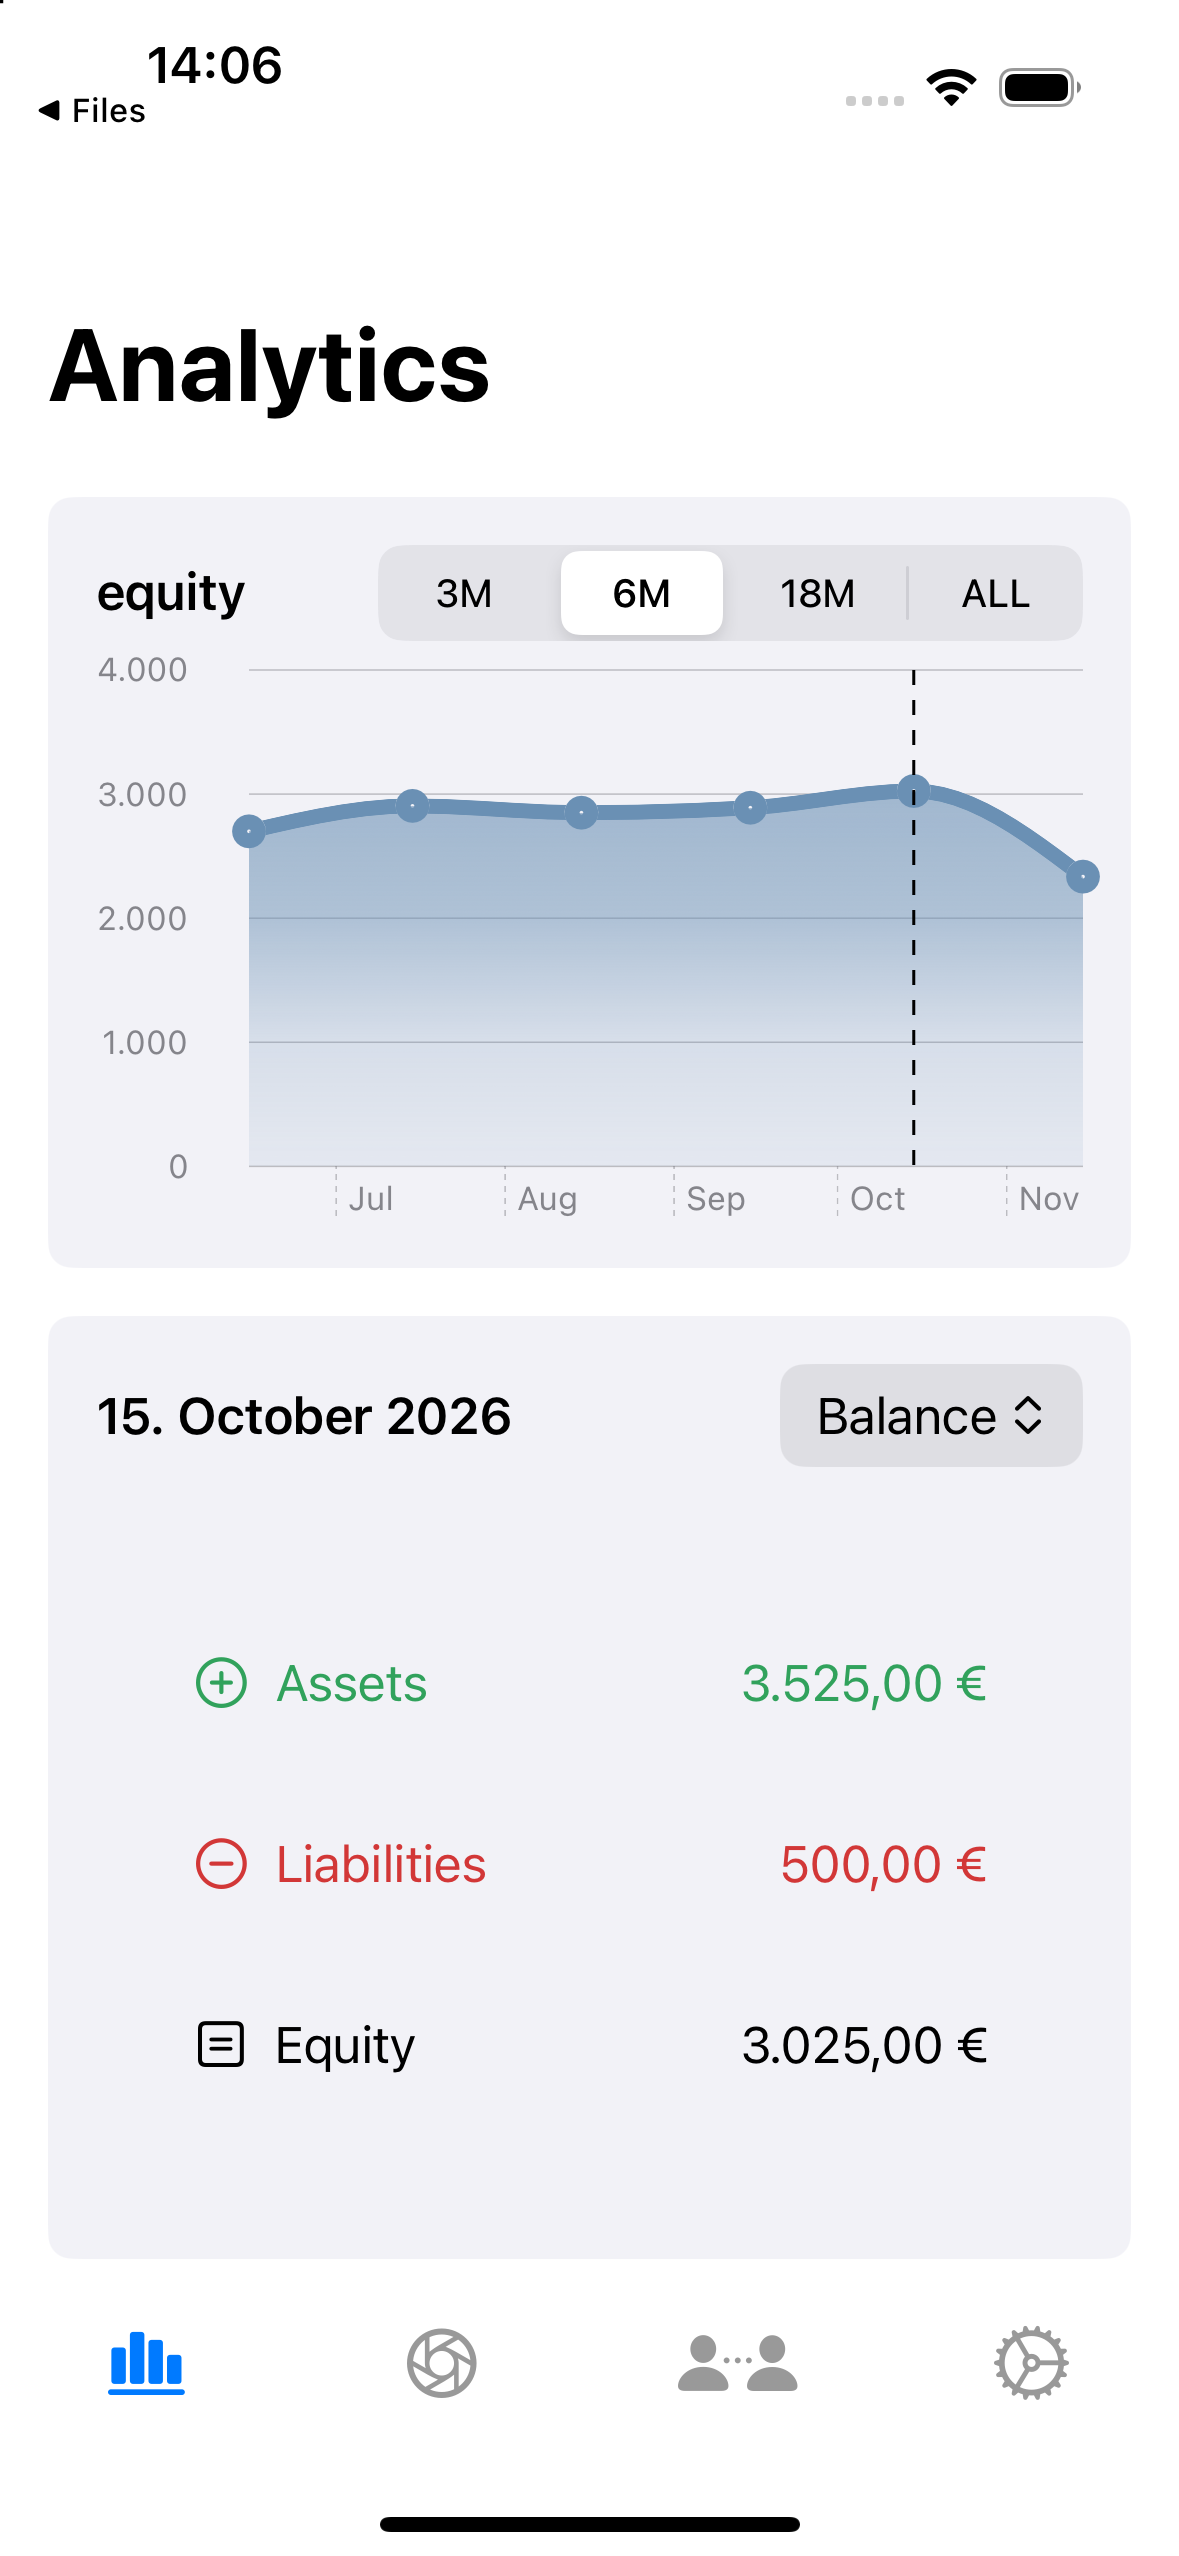 14:06
◀ Files
Analytics
equity
3M 6M 18M ALL
4.000
3.000
2.000
1.000
0
Jul Aug Sep Oct Nov
15. October 2026
Balance
Assets 3.525,00 €
Liabilities 500,00 €
Equity 3.025,00 €